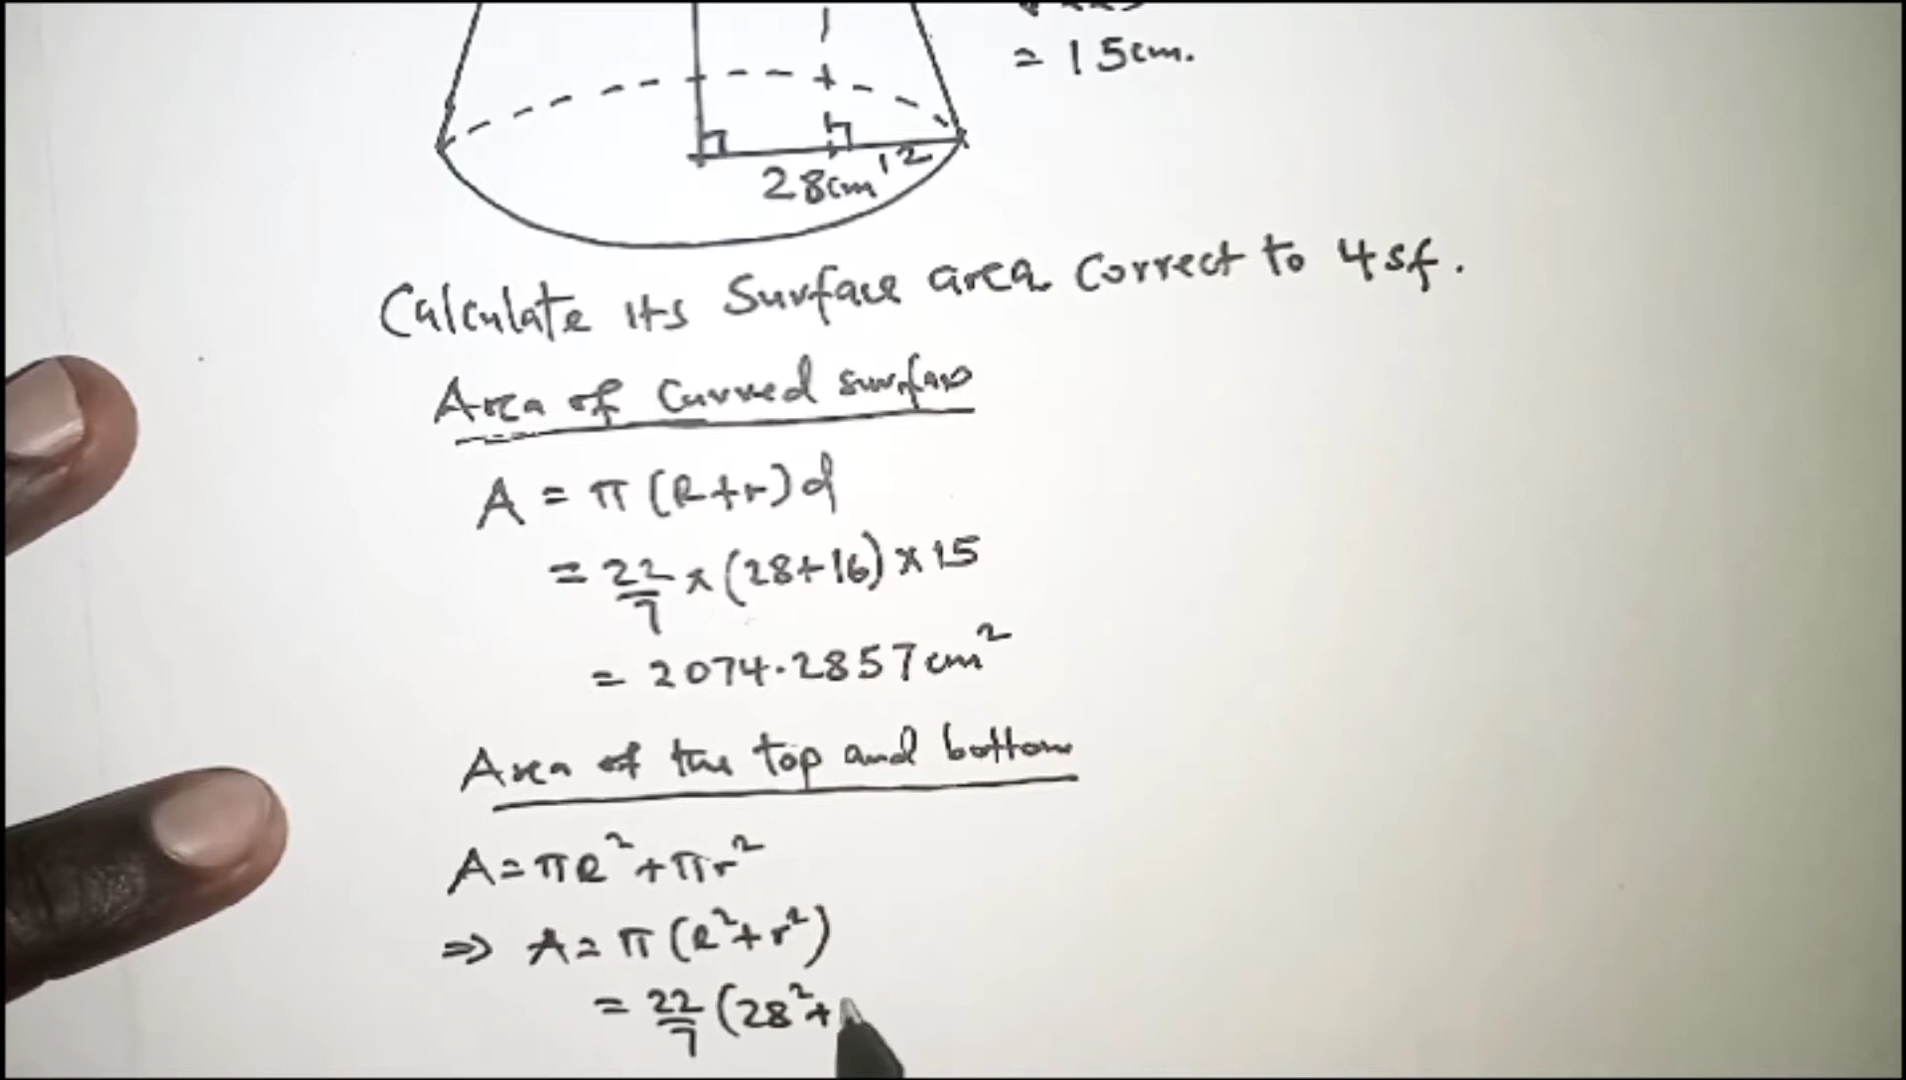 = 15cm.
28cm 12
Calculate its Surface area Correct to 4sf.
Area of Curved surface
A = π (R+r)d
= 22/7 x (28+16) x 15
= 2074.2857cm²
Area of the top and bottom
A = πR² + πr²
⇒ A = π (R²+r²)
= 22/7 (28²+